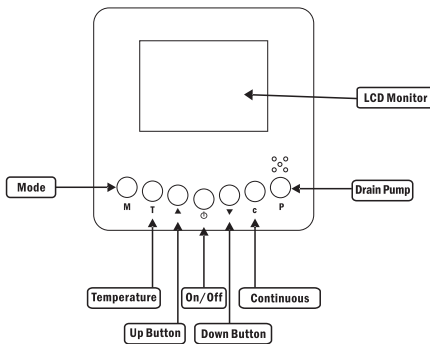 LCD Monitor
Mode
Drain Pump
M T c P
Temperature
On/Off
Continuous
Up Button
Down Button